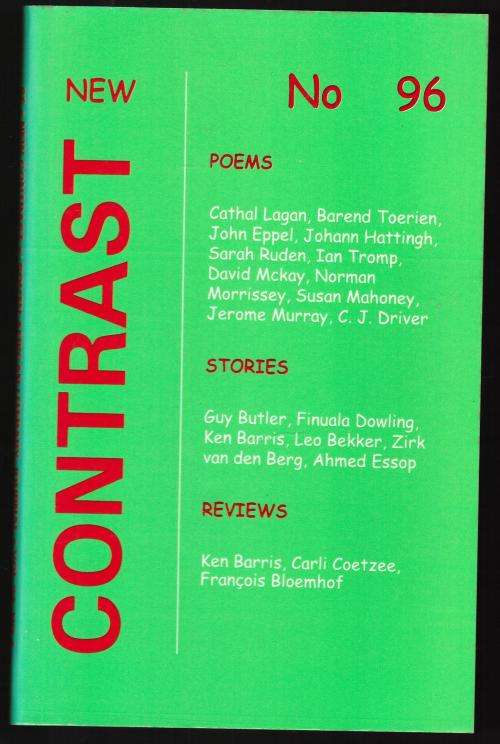 NEW
CONTRAST
No 96
POEMS
Cathal Lagan, Barend Toerien,
John Eppel, Johann Hattingh,
Sarah Ruden, Ian Tromp,
David Mckay, Norman
Morrissey, Susan Mahoney,
Jerome Murray, C. J. Driver
STORIES
Guy Butler, Finuala Dowling,
Ken Barris, Leo Bekker, Zirk
van den Berg, Ahmed Essop
REVIEWS
Ken Barris, Carli Coetzee,
François Bloemhof